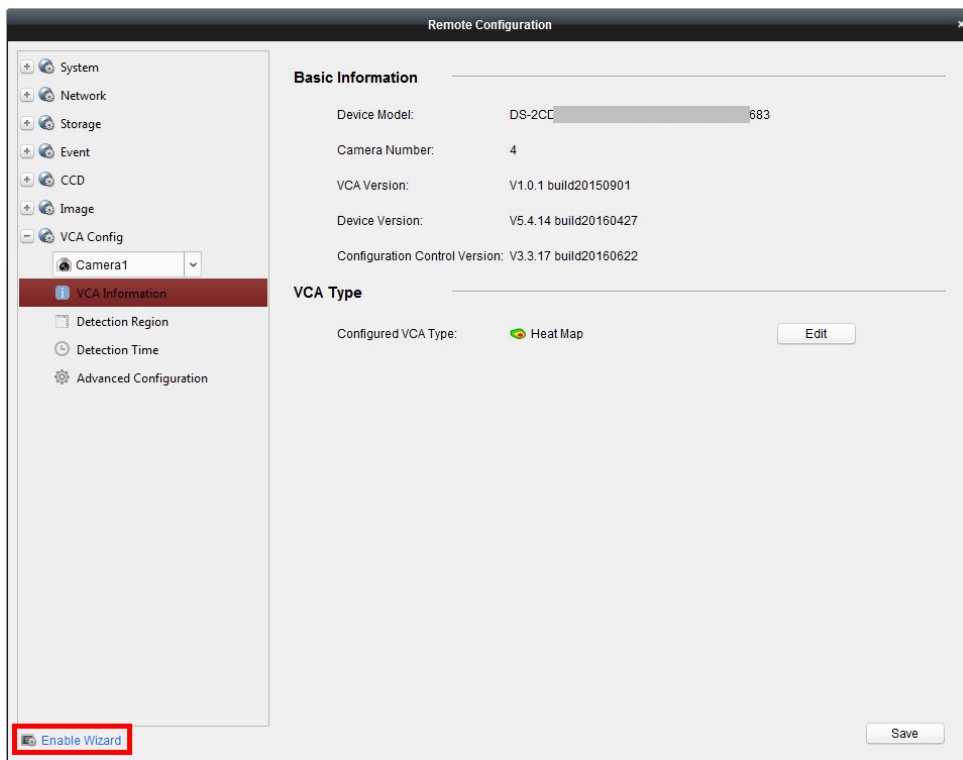 Remote Configuration
System
Network
Storage
Event
CCD
Image
VCA Config
Camera1
VCA Information
Detection Region
Detection Time
Advanced Configuration
Enable Wizard
Basic Information
Device Model: DS-2CD 683
Camera Number: 4
VCA Version: V1.0.1 build20150901
Device Version: V5.4.14 build20160427
Configuration Control Version: V3.3.17 build20160622
VCA Type
Configured VCA Type: Heat Map Edit
Save